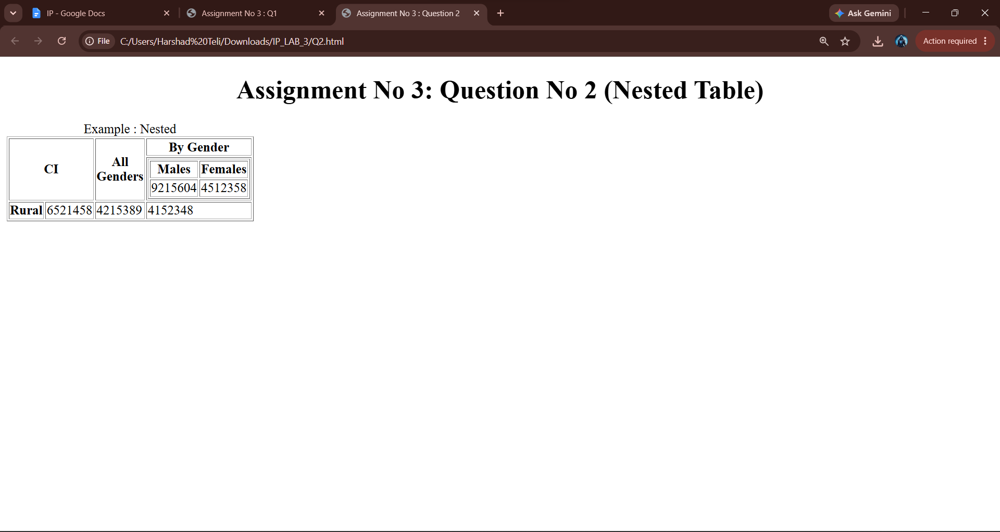 IP - Google Docs
Assignment No 3 : Q1
Assignment No 3 : Question 2
Ask Gemini
File
C:/Users/Harshad%20Teli/Downloads/IP_LAB_3/Q2.html
Action required
Assignment No 3: Question No 2 (Nested Table)
Example : Nested
CI
All
Genders
By Gender
Males Females
9215604 4512358
Rural 6521458 4215389 4152348